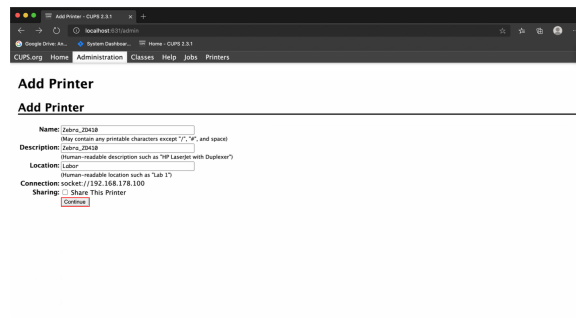 Add Printer - CUPS 2.3.1
localhost:631/admin
Google Drive: An... System Dashboar... Home - CUPS 2.3.1
CUPS.org Home Administration Classes Help Jobs Printers
Add Printer
Add Printer
Name: Zebra_ZD410
(May contain any printable characters except "/", "#", and space)
Description: Zebra_ZD410
(Human-readable description such as "HP LaserJet with Duplexer")
Location: Labor
(Human-readable location such as "Lab 1")
Connection: socket://192.168.178.100
Sharing: Share This Printer
Continue